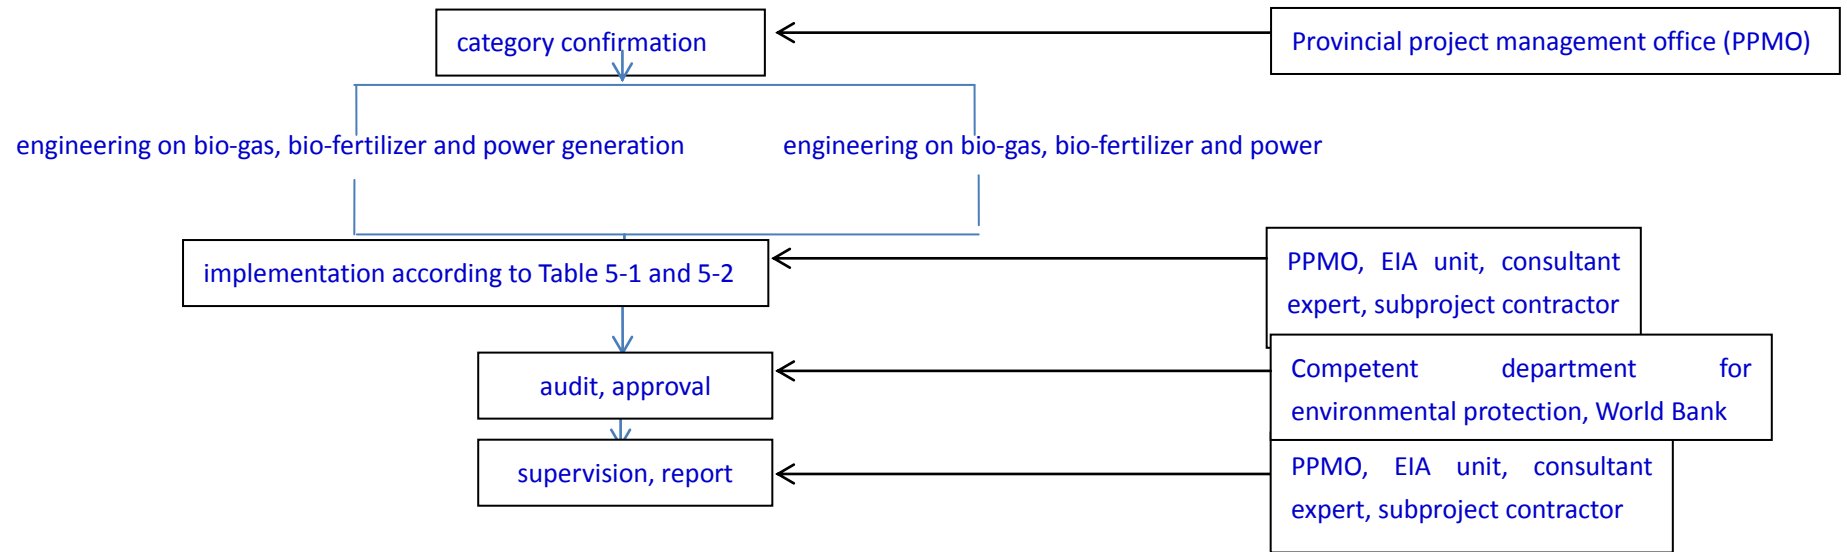 category confirmation
Provincial project management office (PPMO)
engineering on bio-gas, bio-fertilizer and power generation
engineering on bio-gas, bio-fertilizer and power
implementation according to Table 5-1 and 5-2
PPMO, EIA unit, consultant
expert, subproject contractor
audit, approval
Competent department for
environmental protection, World Bank
supervision, report
PPMO, EIA unit, consultant
expert, subproject contractor